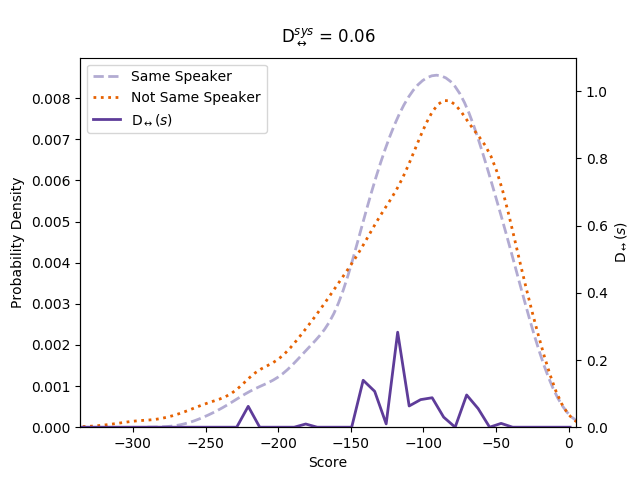 D↔^sys = 0.06
Same Speaker
Not Same Speaker
D↔(s)
Probability Density
0.008
0.007
0.006
0.005
0.004
0.003
0.002
0.001
0.000
1.0
0.8
0.6
0.4
0.2
0.0
D↔(s)
−300 −250 −200 −150 −100 −50 0
Score